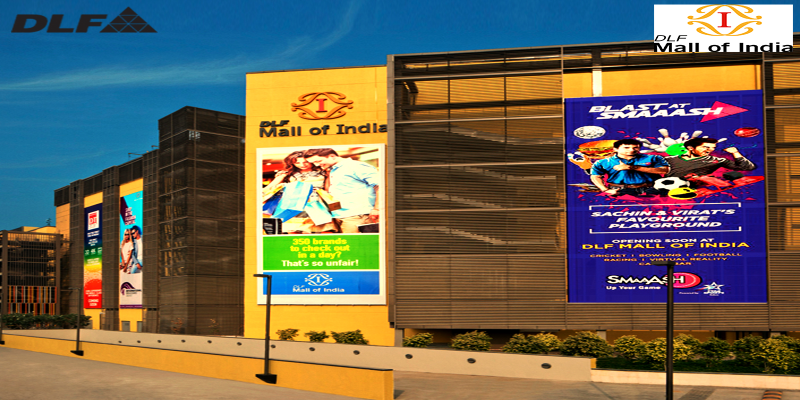 DLF
DLF
Mall of India
DLF
Mall of India
350 brands
to check out
in a day?
That's so unfair!
DLF
Mall of India
BLAST AT
SMAAASH
SACHIN & VIRAT'S
FAVOURITE
PLAYGROUND
OPENING SOON AT
DLF MALL OF INDIA
CRICKET | BOWLING | FOOTBALL
RACING | VIRTUAL REALITY
BAR
SMAAASH
Up Your Game